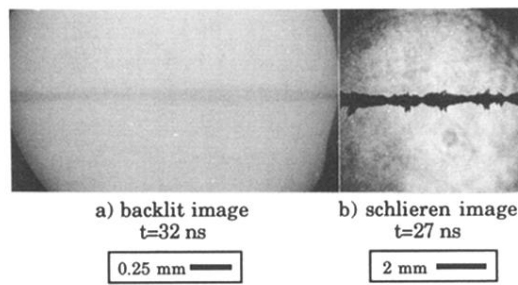 a) backlit image
t=32 ns
0.25 mm
b) schlieren image
t=27 ns
2 mm